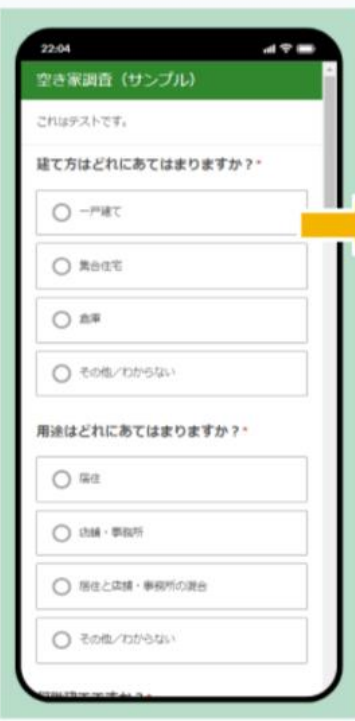 22:04
空き家調査（サンプル）
これはテストです。
建て方はどれにあてはまりますか？*
一戸建て
集合住宅
倉庫
その他／わからない
用途はどれにあてはまりますか？*
居住
店舗・事務所
居住と店舗・事務所の混合
その他／わからない